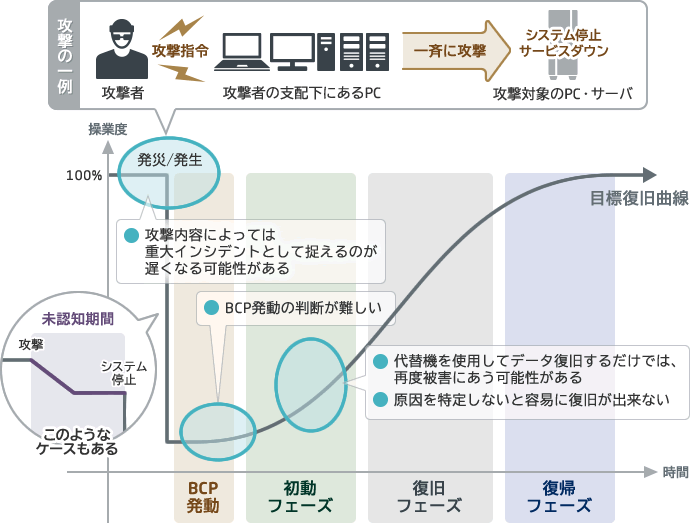 攻撃の一例
攻撃者
攻撃指令
攻撃者の支配下にあるPC
一斉に攻撃
システム停止
サービスダウン
攻撃対象のPC・サーバ
操業度
100%
発災/発生
目標復旧曲線
攻撃内容によっては
重大インシデントとして捉えるのが
遅くなる可能性がある
BCP発動の判断が難しい
未認知期間
攻撃
システム
停止
このような
ケースもある
代替機を使用してデータ復旧するだけでは、
再度被害にあう可能性がある
原因を特定しないと容易に復旧が出来ない
時間
BCP
発動
初動
フェーズ
復旧
フェーズ
復帰
フェーズ